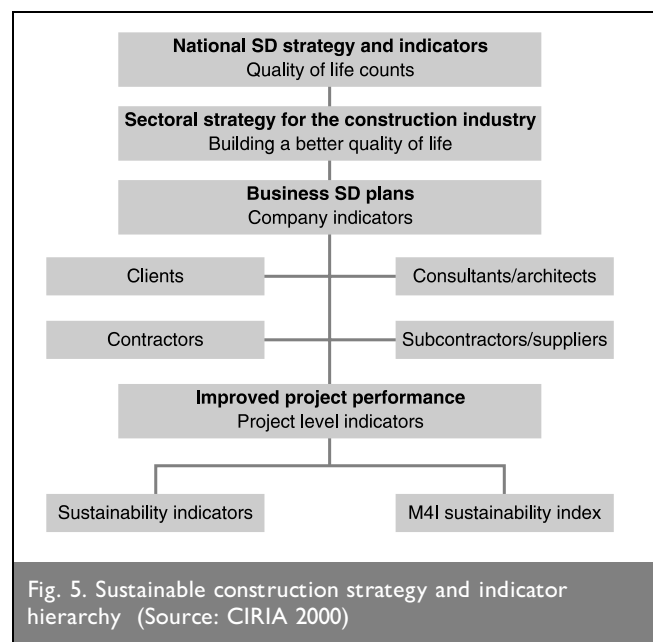 National SD strategy and indicators
Quality of life counts
Sectoral strategy for the construction industry
Building a better quality of life
Business SD plans
Company indicators
Clients
Consultants/architects
Contractors
Subcontractors/suppliers
Improved project performance
Project level indicators
Sustainability indicators
M4I sustainability index
Fig. 5. Sustainable construction strategy and indicator
hierarchy (Source: CIRIA 2000)